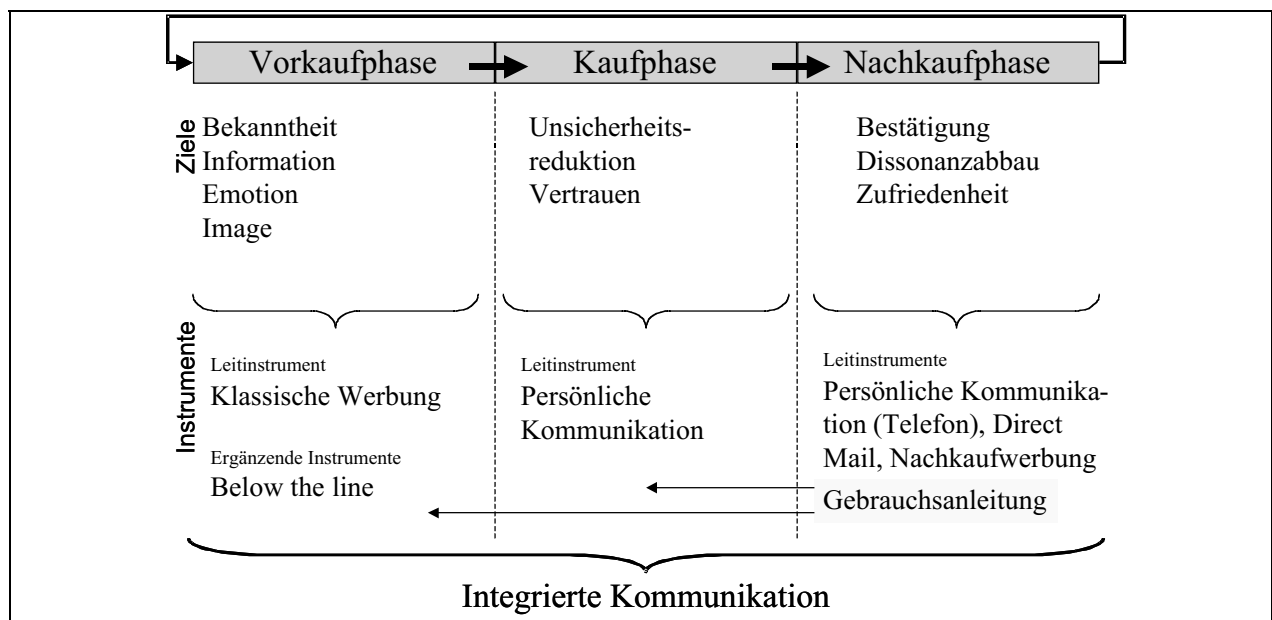 Vorkaufphase
Kaufphase
Nachkaufphase
Ziele
Bekanntheit
Information
Emotion
Image
Unsicherheits-
reduktion
Vertrauen
Bestätigung
Dissonanzabbau
Zufriedenheit
Instrumente
Leitinstrument
Klassische Werbung
Ergänzende Instrumente
Below the line
Leitinstrument
Persönliche
Kommunikation
Leitinstrumente
Persönliche Kommunika-
tion (Telefon), Direct
Mail, Nachkaufwerbung
Gebrauchsanleitung
Integrierte Kommunikation